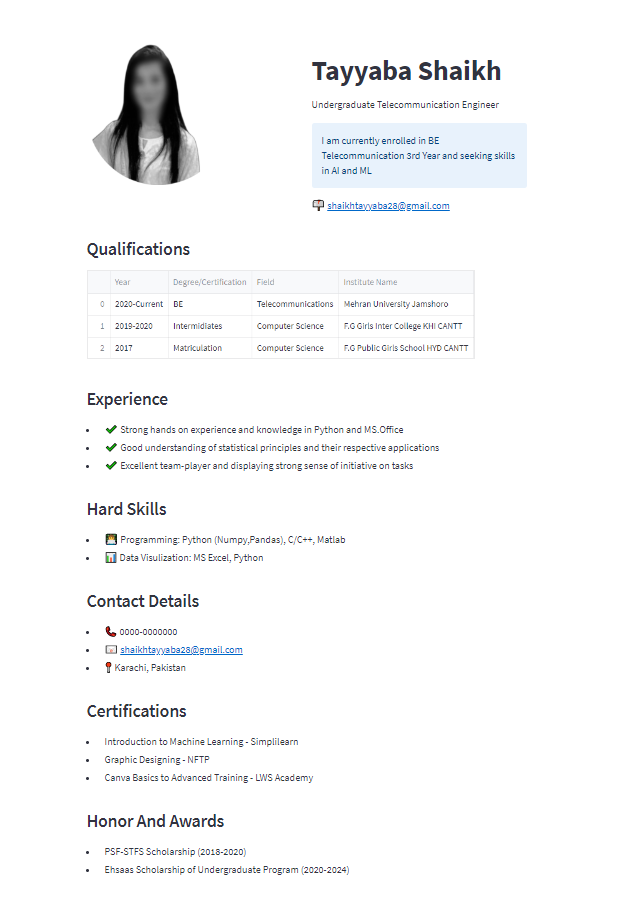 Tayyaba Shaikh
Undergraduate Telecommunication Engineer
I am currently enrolled in BE
Telecommunication 3rd Year and seeking skills
in AI and ML
shaikhtayyaba28@gmail.com
Qualifications
Year Degree/Certification Field Institute Name
0 2020-Current BE Telecommunications Mehran University Jamshoro
1 2019-2020 Intermidiates Computer Science F.G Girls Inter College KHI CANTT
2 2017 Matriculation Computer Science F.G Public Girls School HYD CANTT
Experience
• ✔ Strong hands on experience and knowledge in Python and MS.Office
• ✔ Good understanding of statistical principles and their respective applications
• ✔ Excellent team-player and displaying strong sense of initiative on tasks
Hard Skills
• Programming: Python (Numpy,Pandas), C/C++, Matlab
• Data Visulization: MS Excel, Python
Contact Details
• 0000-0000000
• shaikhtayyaba28@gmail.com
• Karachi, Pakistan
Certifications
• Introduction to Machine Learning - Simplilearn
• Graphic Designing - NFTP
• Canva Basics to Advanced Training - LWS Academy
Honor And Awards
• PSF-STFS Scholarship (2018-2020)
• Ehsaas Scholarship of Undergraduate Program (2020-2024)